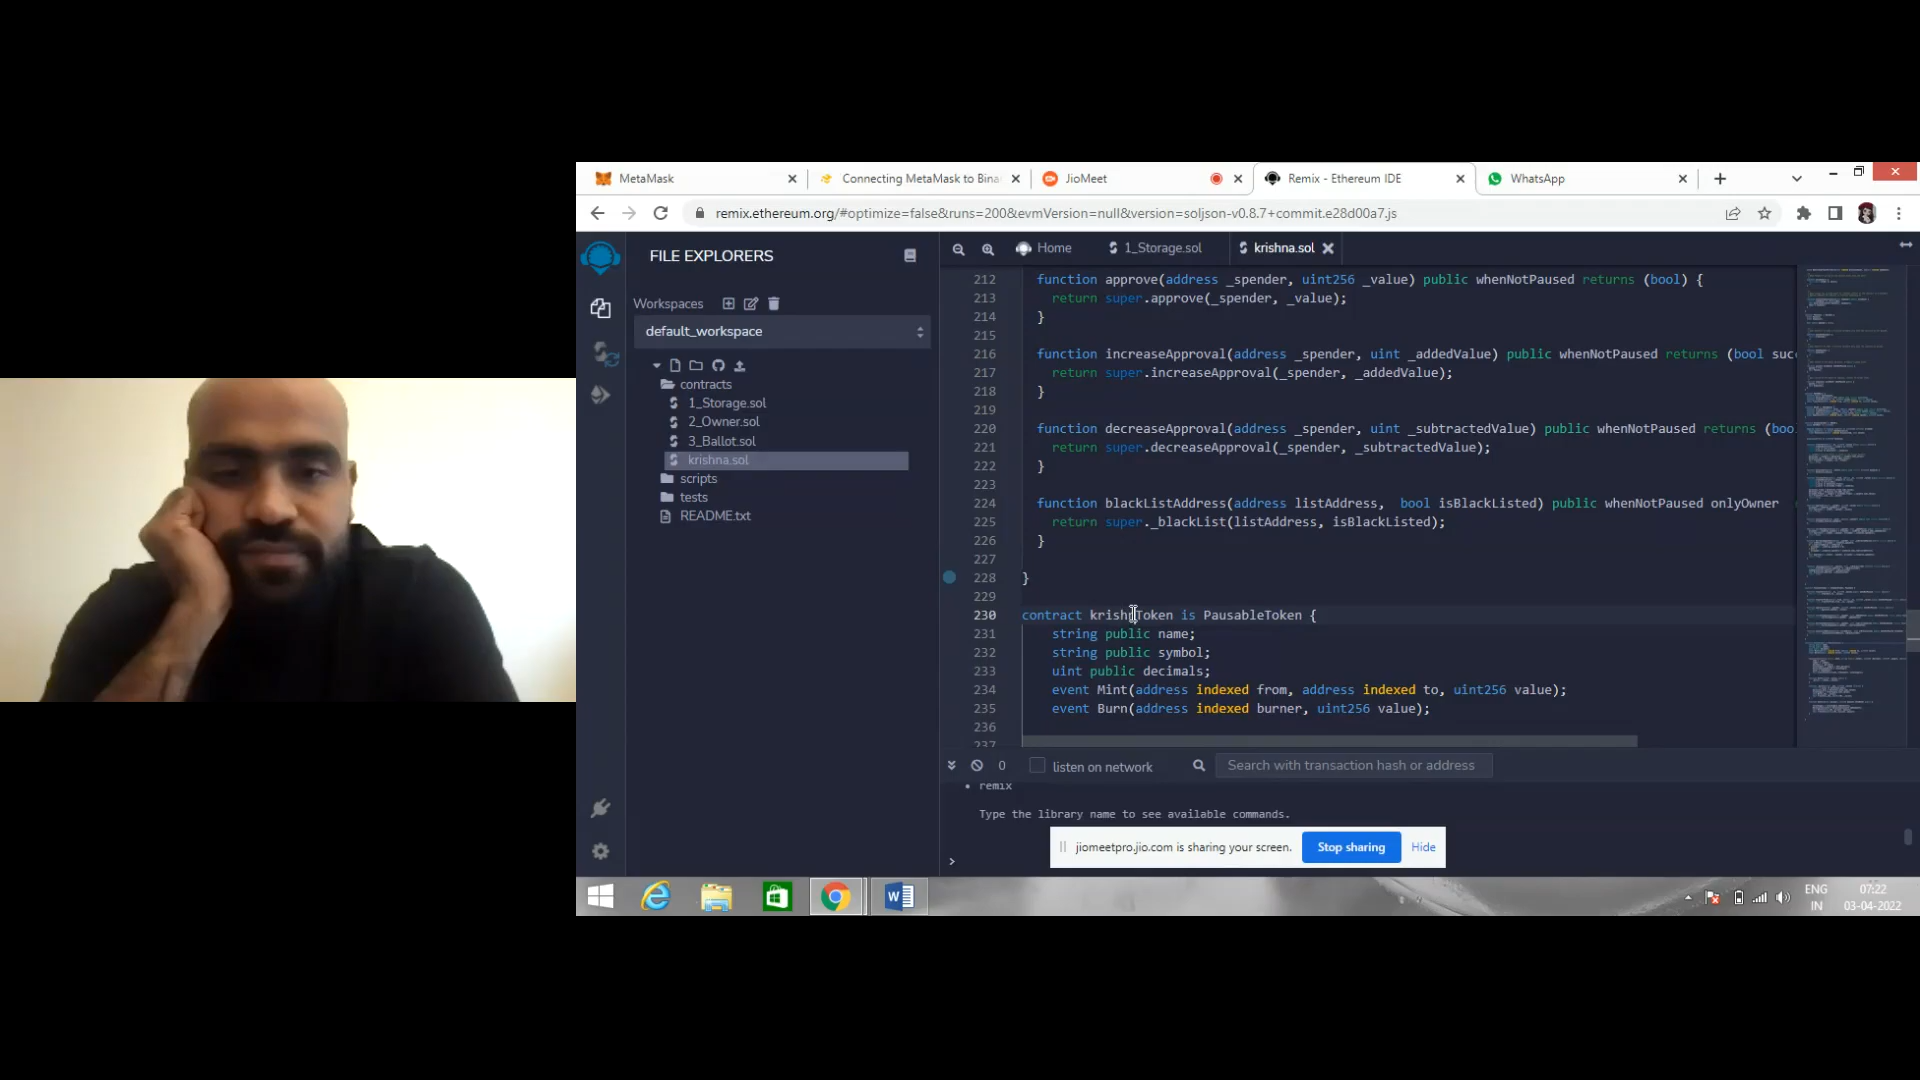 MetaMask
Connecting MetaMask to Bina
JioMeet
Remix - Ethereum IDE
WhatsApp
remix.ethereum.org/#optimize=false&runs=200&evmVersion=null&version=soljson-v0.8.7+commit.e28d00a7.js
FILE EXPLORERS
Home
1_Storage.sol
krishna.sol
Workspaces
default_workspace
contracts
1_Storage.sol
2_Owner.sol
3_Ballot.sol
krishna.sol
scripts
tests
README.txt
212 function approve(address _spender, uint256 _value) public whenNotPaused returns (bool) {
213 return super.approve(_spender, _value);
214 }
215
216 function increaseApproval(address _spender, uint _addedValue) public whenNotPaused returns (bool succ
217 return super.increaseApproval(_spender, _addedValue);
218 }
219
220 function decreaseApproval(address _spender, uint _subtractedValue) public whenNotPaused returns (boo
221 return super.decreaseApproval(_spender, _subtractedValue);
222 }
223
224 function blackListAddress(address listAddress, bool isBlackListed) public whenNotPaused onlyOwner
225 return super._blackList(listAddress, isBlackListed);
226 }
227
228 }
229
230 contract is PausableToken {
231 string public name;
232 string public symbol;
233 uint public decimals;
234 event Mint(address indexed from, address indexed to, uint256 value);
235 event Burn(address indexed burner, uint256 value);
236
237
0 listen on network
Search with transaction hash or address
• remix
Type the library name to see available commands.
jiomeetpro.jio.com is sharing your screen.
Stop sharing
Hide
>
ENG
IN
07:22
03-04-2022